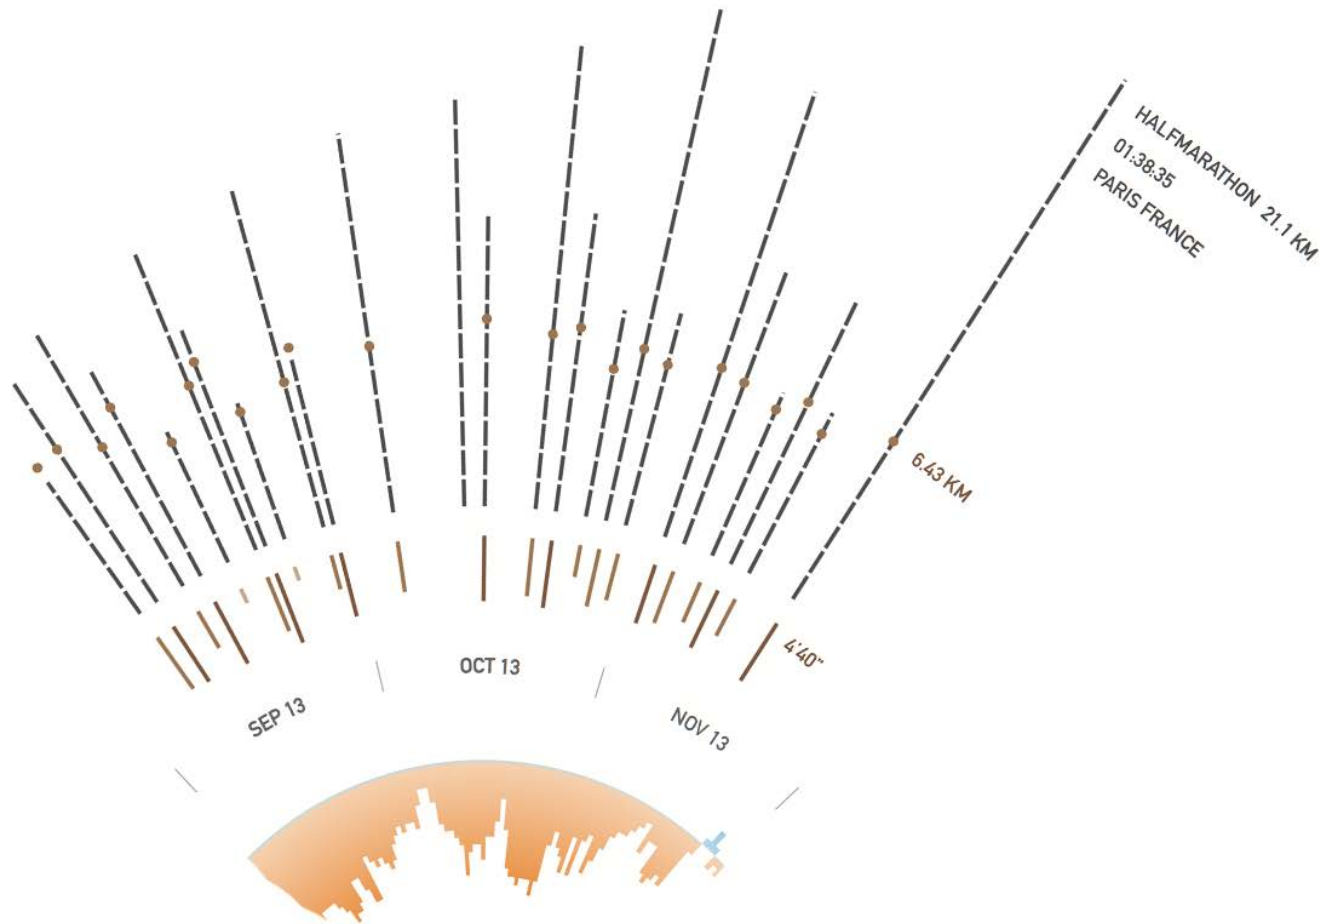 HALFMARATHON 21.1 KM
01:38:35
PARIS FRANCE
6.43 KM
4'40"
SEP 13
OCT 13
NOV 13